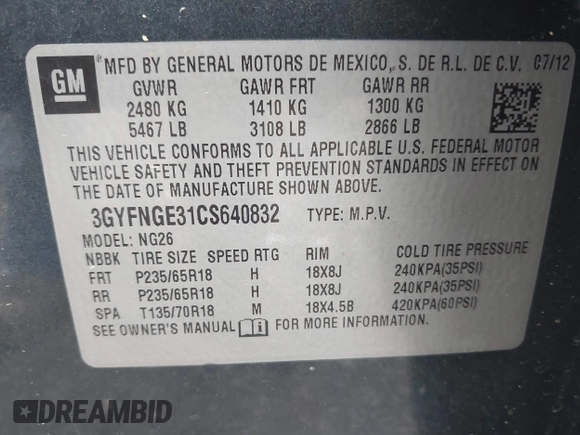 GM ® MFD BY GENERAL MOTORS DE MEXICO, S. DE R.L. DE C.V. 07/12
GVWR GAWR FRT GAWR RR
2480 KG 1410 KG 1300 KG
5467 LB 3108 LB 2866 LB
THIS VEHICLE CONFORMS TO ALL APPLICABLE U.S. FEDERAL MOTOR
VEHICLE SAFETY AND THEFT PREVENTION STANDARDS IN EFFECT ON
THE DATE OF MANUFACTURE SHOWN ABOVE.
3GYFNGE31CS640832 TYPE: M.P.V.
MODEL: NG26
NBBK TIRE SIZE SPEED RTG RIM COLD TIRE PRESSURE
FRT P235/65R18 H 18X8J 240KPA(35PSI)
RR P235/65R18 H 18X8J 240KPA(35PSI)
SPA T135/70R18 M 18X4.5B 420KPA(60PSI)
SEE OWNER'S MANUAL i FOR MORE INFORMATION.
DREAMBID